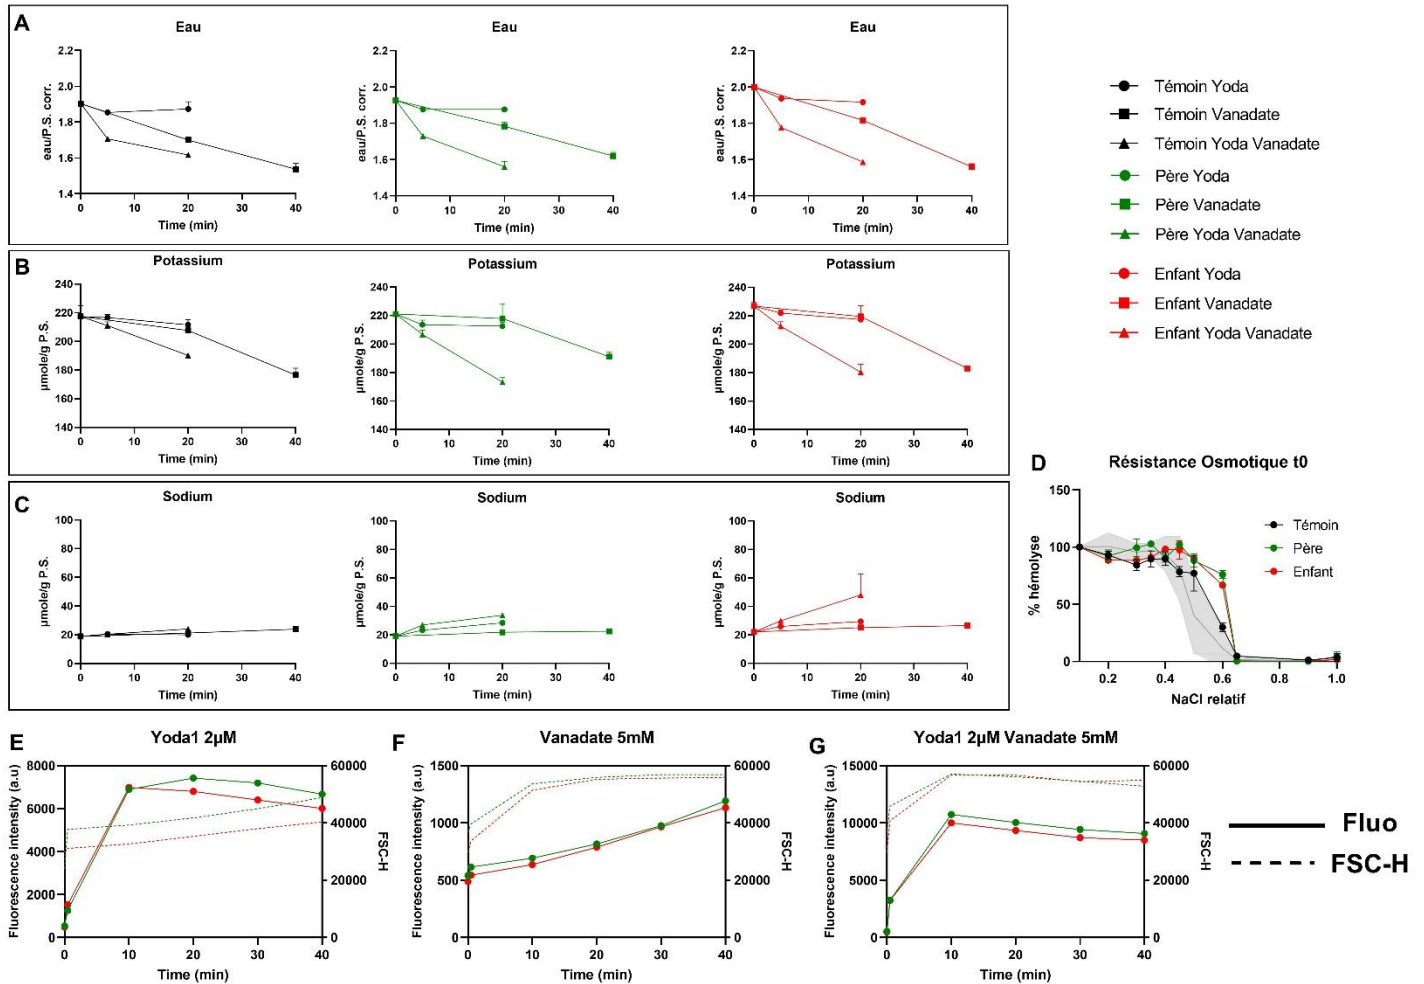 A
Eau
Eau
Eau
eau/P.S. corr.
2.2
2.0
1.8
1.6
1.4
0 10 20 30 40
Time (min)
eau/P.S. corr.
2.2
2.0
1.8
1.6
1.4
0 10 20 30 40
Time (min)
eau/P.S. corr.
2.2
2.0
1.8
1.6
1.4
0 10 20 30 40
Time (min)
Témoin Yoda
Témoin Vanadate
Témoin Yoda Vanadate
Père Yoda
Père Vanadate
Père Yoda Vanadate
Enfant Yoda
Enfant Vanadate
Enfant Yoda Vanadate
B
Potassium
Potassium
Potassium
µmole/g P.S.
240
220
200
180
160
140
0 10 20 30 40
Time (min)
µmole/g P.S.
240
220
200
180
160
140
0 10 20 30 40
Time (min)
µmole/g P.S.
240
220
200
180
160
140
0 10 20 30 40
Time (min)
C
Sodium
Sodium
Sodium
µmole/g P.S.
100
80
60
40
20
0
0 10 20 30 40
Time (min)
µmole/g P.S.
100
80
60
40
20
0
0 10 20 30 40
Time (min)
µmole/g P.S.
100
80
60
40
20
0
0 10 20 30 40
Time (min)
D
Résistance Osmotique t0
% hémolyse
150
100
50
0
0.2 0.4 0.6 0.8 1.0
NaCl relatif
Témoin
Père
Enfant
E
Yoda1 2µM
Fluorescence intensity (a.u)
8000
6000
4000
2000
0
60000
40000
20000
0
FSC-H
0 10 20 30 40
Time (min)
F
Vanadate 5mM
Fluorescence intensity (a.u)
1500
1000
500
0
60000
40000
20000
0
FSC-H
0 10 20 30 40
Time (min)
G
Yoda1 2µM Vanadate 5mM
Fluorescence intensity (a.u)
15000
10000
5000
0
60000
40000
20000
0
FSC-H
0 10 20 30 40
Time (min)
Fluo
FSC-H